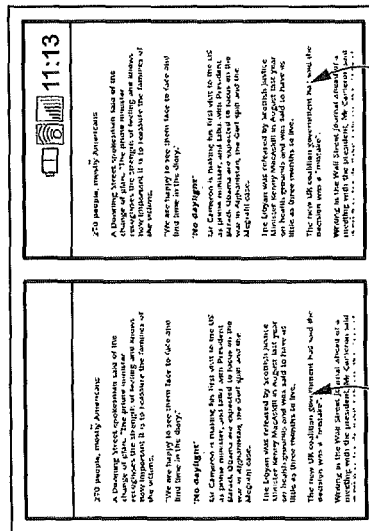 270 people, mostly Americans
A Downing Street spokesman said of the
change of plan, "The prime minister
recognises the strength of feeling and knows
how important it is to reassure the families of
the victims.
"We are happy to see them face to face and
find time in the diary."
'No daylight'
Mr Cameron is making his first visit to the US
as prime minister, and talks with President
Barack Obama are expected to focus on the
war in Afghanistan, the Gulf spill and the
Megrahi case.
The Libyan was released by Scottish Justice
Minister Kenny MacAskill in August last year
on health grounds and was said to have as
little as three months to live.
The new UK coalition government has said the
decision was a "mistake".
Writing in the Wall Street Journal ahead of a
meeting with the president, Mr Cameron said
11:13
270 people, mostly Americans
A Downing Street spokesman said of the
change of plan, "The prime minister
recognises the strength of feeling and knows
how important it is to reassure the families of
the victims.
"We are happy to see them face to face and
find time in the diary."
'No daylight'
Mr Cameron is making his first visit to the US
as prime minister, and talks with President
Barack Obama are expected to focus on the
war in Afghanistan, the Gulf spill and the
Megrahi case.
The Libyan was released by Scottish Justice
Minister Kenny MacAskill in August last year
on health grounds and was said to have as
little as three months to live.
The new UK coalition government has said the
decision was a "mistake".
Writing in the Wall Street Journal ahead of a
meeting with the president, Mr Cameron said